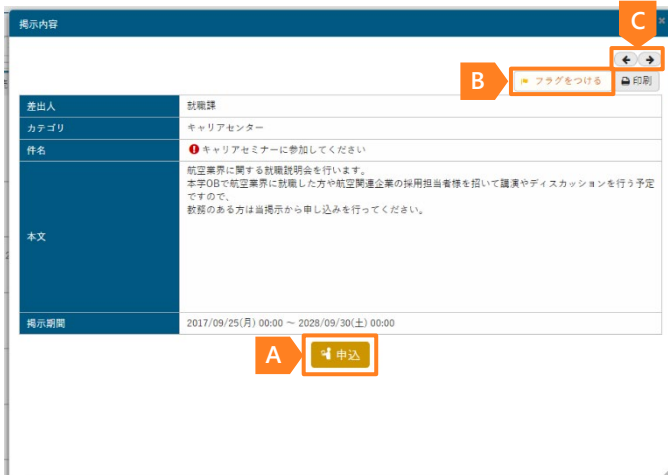 掲示内容
C
B
フラグをつける
印刷
差出人
就職課
カテゴリ
キャリアセンター
件名
キャリアセミナーに参加してください
本文
航空業界に関する就職説明会を行います。
本学OBで航空業界に就職した方や航空関連企業の採用担当者様を招いて講演やディスカッションを行う予定
ですので、
教務のある方は当掲示から申し込みを行ってください。
掲示期間
2017/09/25(月) 00:00 ～ 2028/09/30(土) 00:00
A
申込